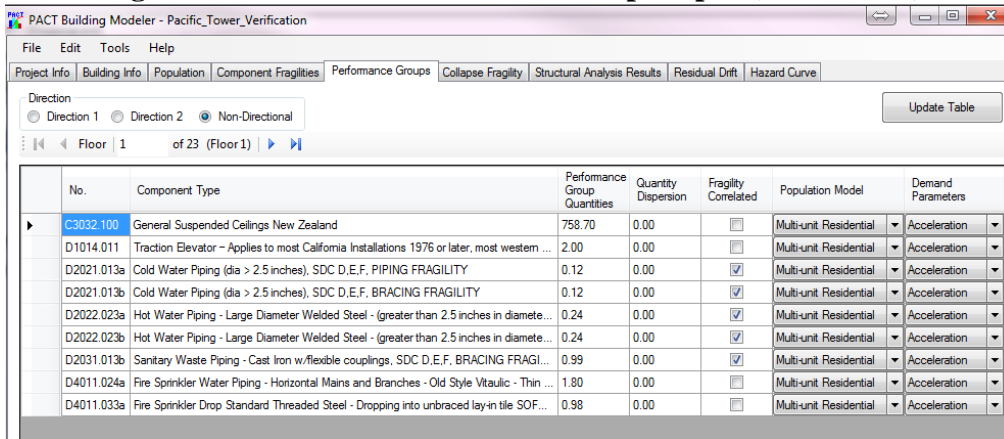 PACT Building Modeler - Pacific_Tower_Verification
File Edit Tools Help
Project Info Building Info Population Component Fragilities Performance Groups Collapse Fragility Structural Analysis Results Residual Drift Hazard Curve
Direction
Direction 1 Direction 2 Non-Directional
Update Table
Floor 1 of 23 (Floor 1)
No. Component Type Performance Group Quantities Quantity Dispersion Fragility Correlated Population Model Demand Parameters
C3032.100 General Suspended Ceilings New Zealand 758.70 0.00 Multi-unit Residential Acceleration
D1014.011 Traction Elevator – Applies to most California Installations 1976 or later, most western ... 2.00 0.00 Multi-unit Residential Acceleration
D2021.013a Cold Water Piping (dia > 2.5 inches), SDC D,E,F, PIPING FRAGILITY 0.12 0.00 Multi-unit Residential Acceleration
D2021.013b Cold Water Piping (dia > 2.5 inches), SDC D,E,F, BRACING FRAGILITY 0.12 0.00 Multi-unit Residential Acceleration
D2022.023a Hot Water Piping - Large Diameter Welded Steel - (greater than 2.5 inches in diamete... 0.24 0.00 Multi-unit Residential Acceleration
D2022.023b Hot Water Piping - Large Diameter Welded Steel - (greater than 2.5 inches in diamete... 0.24 0.00 Multi-unit Residential Acceleration
D2031.013b Sanitary Waste Piping - Cast Iron w/flexible couplings, SDC D,E,F, BRACING FRAGI... 0.99 0.00 Multi-unit Residential Acceleration
D4011.024a Fire Sprinkler Water Piping - Horizontal Mains and Branches - Old Style Vitaulic - Thin ... 1.80 0.00 Multi-unit Residential Acceleration
D4011.033a Fire Sprinkler Drop Standard Threaded Steel - Dropping into unbraced lay-in tile SOF... 0.98 0.00 Multi-unit Residential Acceleration